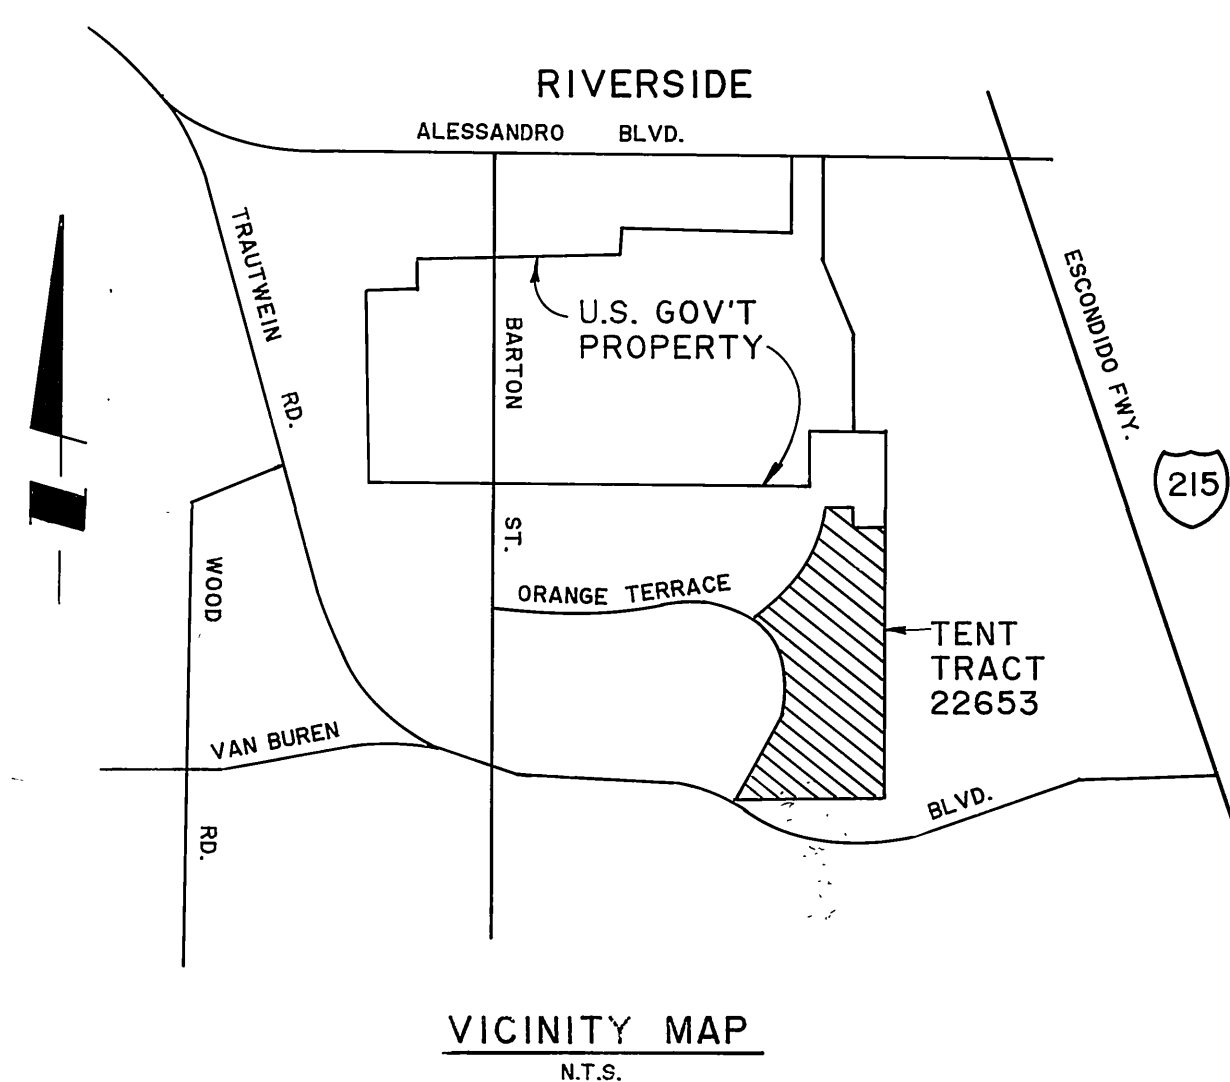 RIVERSIDE
ALESSANDRO BLVD.
TRAUTWEIN RD.
ESCONDIDO FWY.
U.S. GOV'T
PROPERTY
BARTON ST.
215
WOOD RD.
ORANGE TERRACE
TENT
TRACT
22653
VAN BUREN BLVD.
VICINITY MAP
N.T.S.